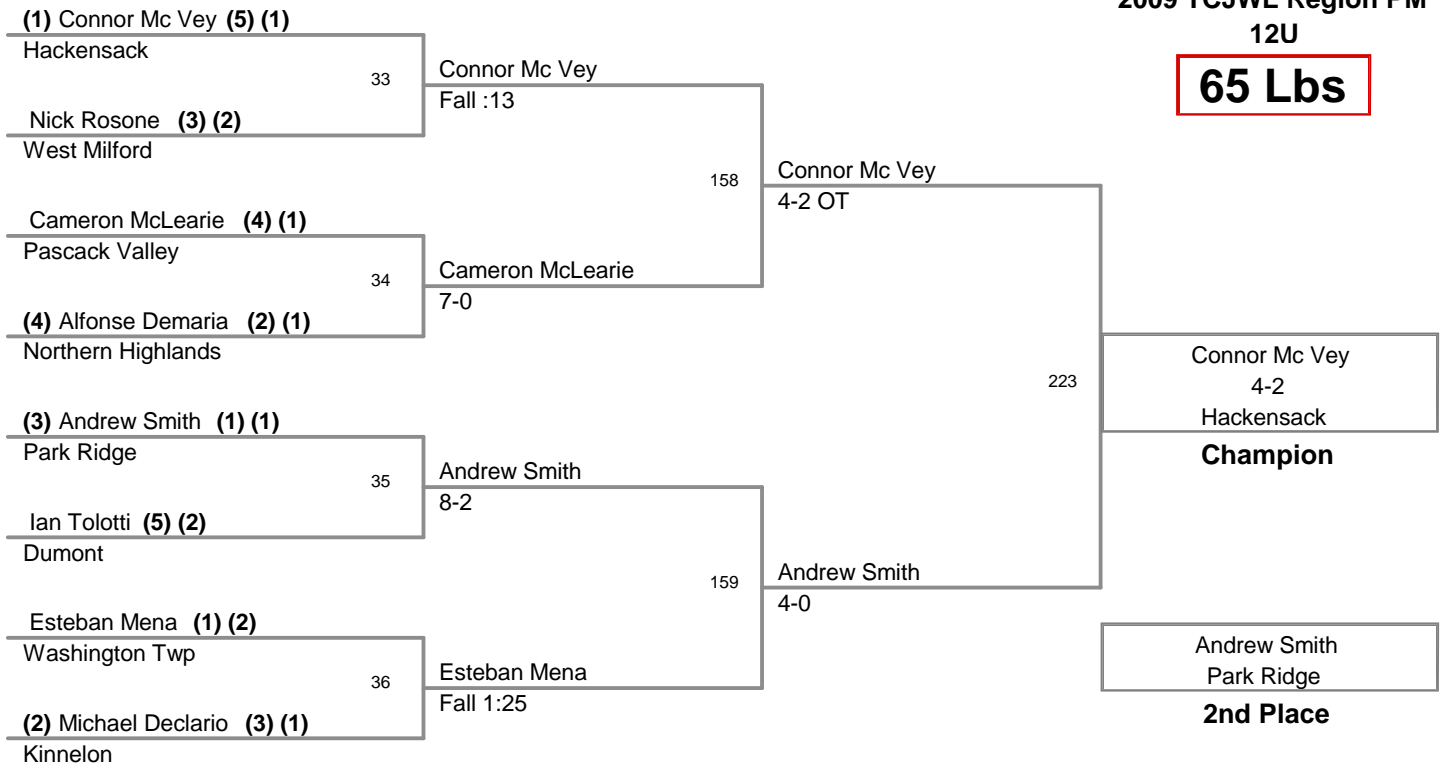 2009 TCJWL Region PM
12U
65 Lbs
(1) Connor Mc Vey (5) (1)
Hackensack
33
Connor Mc Vey
Fall :13
Nick Rosone (3) (2)
West Milford
158
Connor Mc Vey
4-2 OT
Cameron McLearie (4) (1)
Pascack Valley
34
Cameron McLearie
7-0
(4) Alfonse Demaria (2) (1)
Northern Highlands
223
Connor Mc Vey
4-2
Hackensack
Champion
(3) Andrew Smith (1) (1)
Park Ridge
35
Andrew Smith
8-2
Ian Tolotti (5) (2)
Dumont
159
Andrew Smith
4-0
Esteban Mena (1) (2)
Washington Twp
36
Esteban Mena
Fall 1:25
(2) Michael Declario (3) (1)
Kinnelon
Andrew Smith
Park Ridge
2nd Place